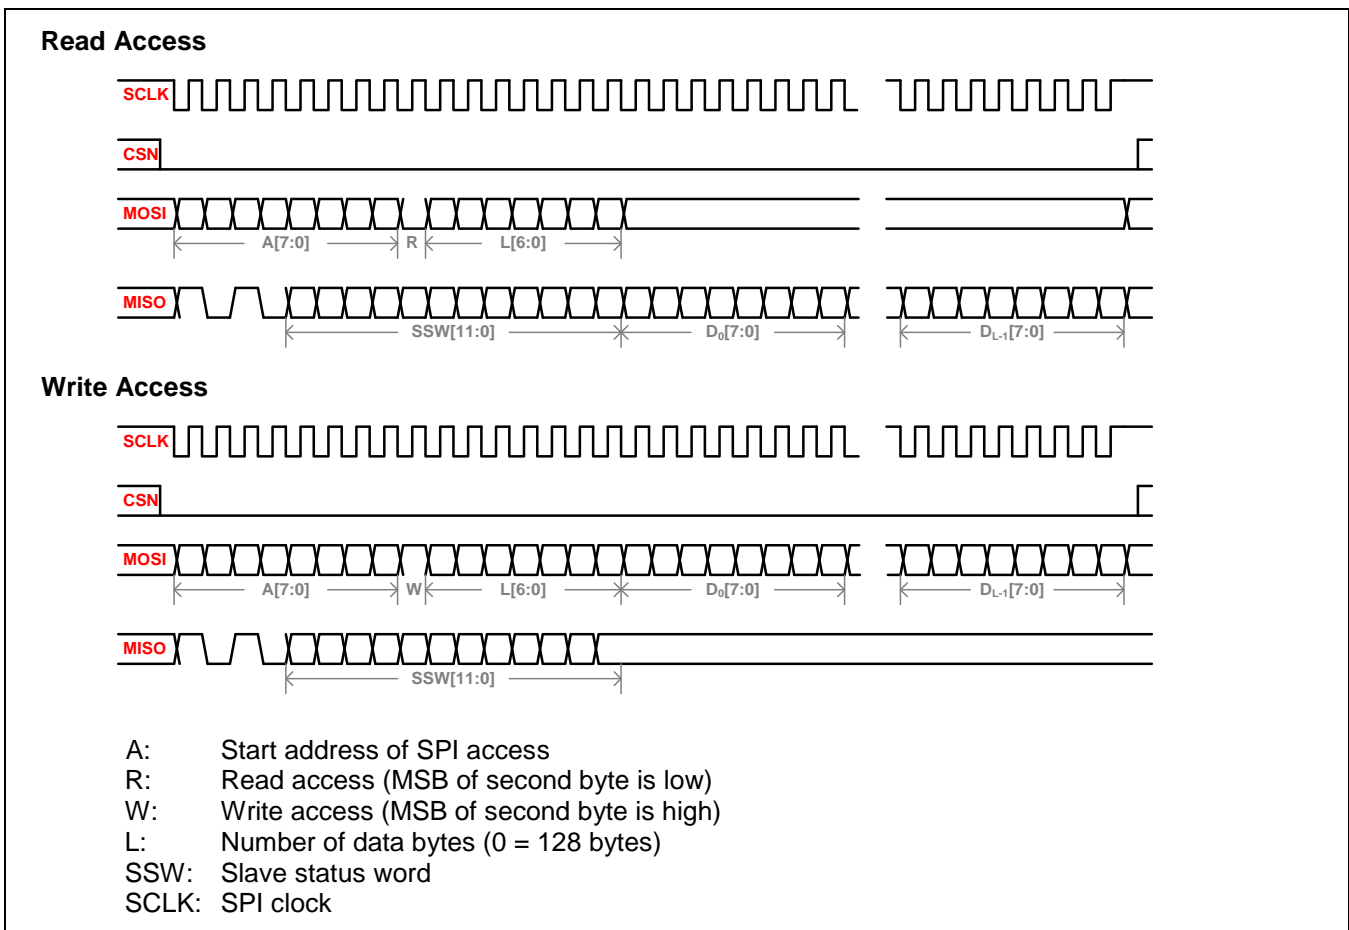 Read Access
SCLK
CSN
MOSI
A[7:0] R L[6:0]
MISO
SSW[11:0] D₀[7:0] D_L-1[7:0]
Write Access
SCLK
CSN
MOSI
A[7:0] W L[6:0] D₀[7:0] D_L-1[7:0]
MISO
SSW[11:0]
A: Start address of SPI access
R: Read access (MSB of second byte is low)
W: Write access (MSB of second byte is high)
L: Number of data bytes (0 = 128 bytes)
SSW: Slave status word
SCLK: SPI clock